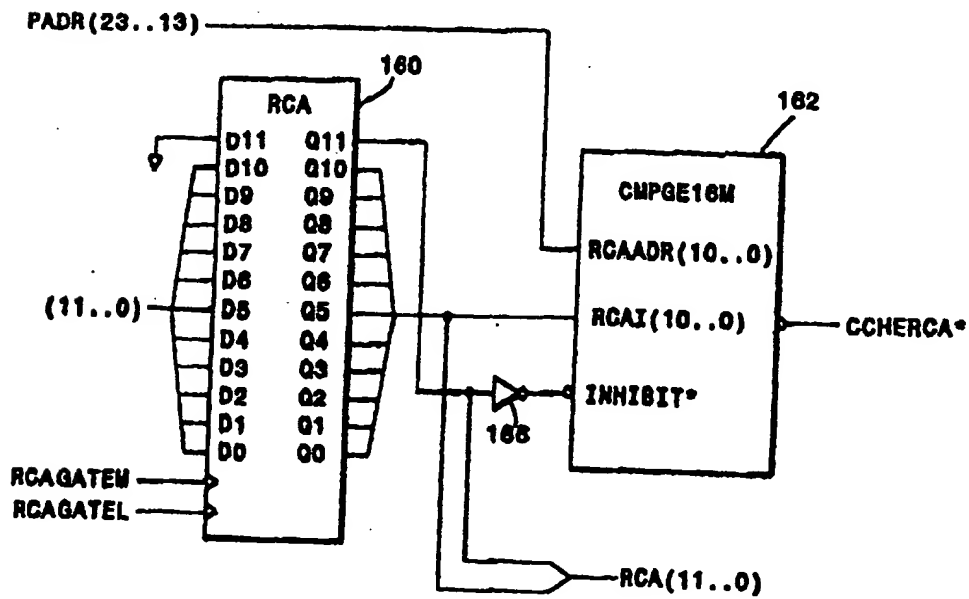 PADR(23..13)
160
RCA
D11 Q11
D10 Q10
D9 Q9
D8 Q8
D7 Q7
D6 Q6
(11..0) D5 Q5
D4 Q4
D3 Q3
D2 Q2
D1 Q1
D0 Q0
RCAGATEM
RCAGATEL
162
CMPGE16M
RCAADR(10..0)
RCAI(10..0)
CCHERCA*
INHIBIT*
166
RCA(11..0)